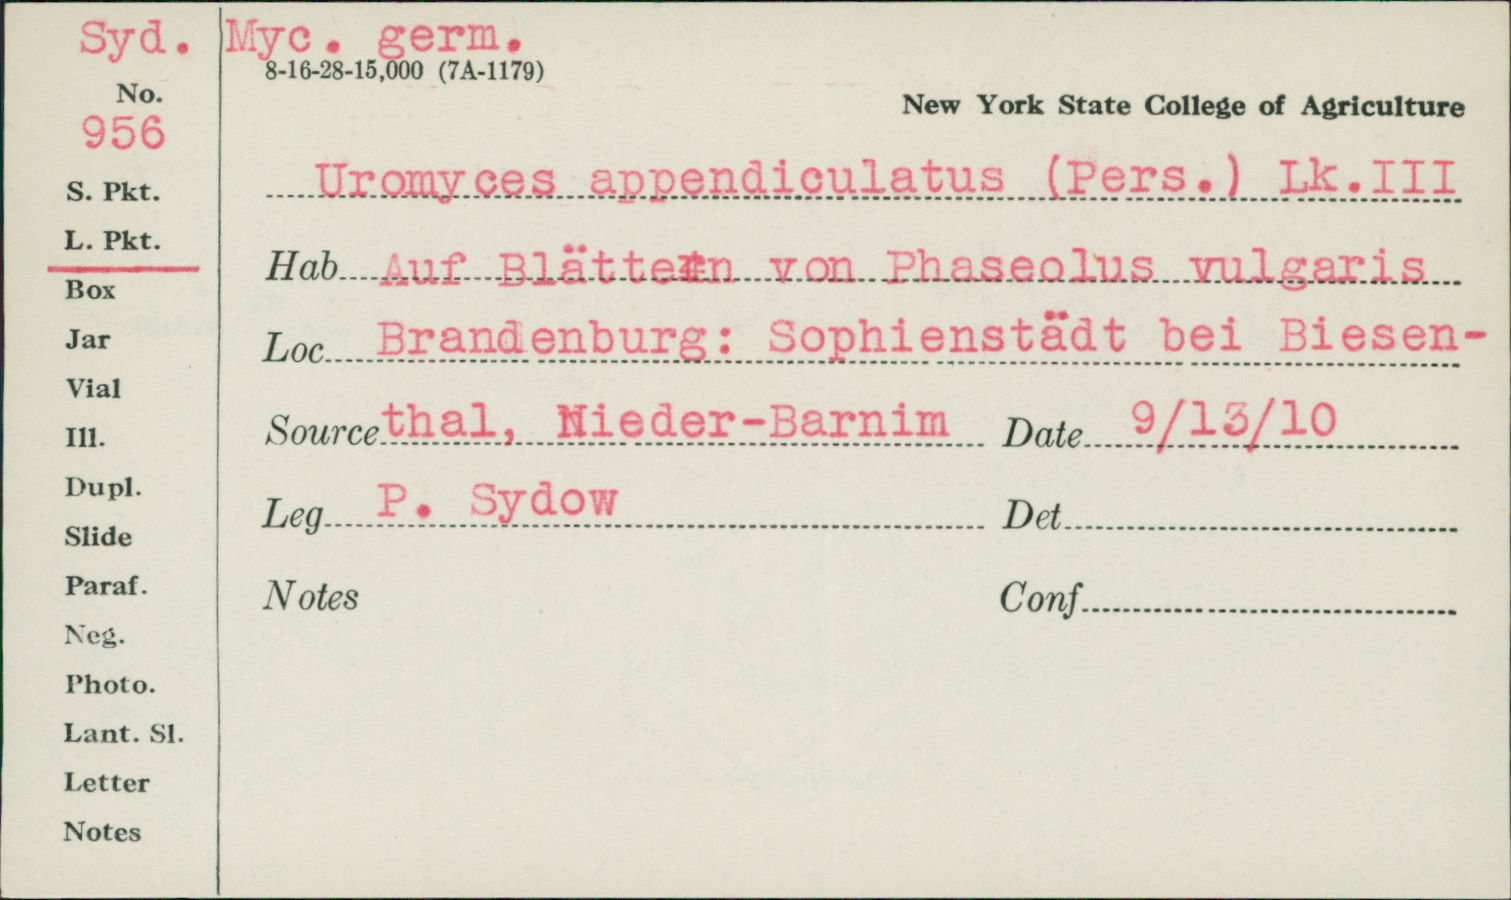 Syd. Myc. germ.
8-16-28-15,000 (7A-1179)
No.
New York State College of Agriculture
956
Uromyces appendiculatus (Pers.) Lk.III
S. Pkt.
L. Pkt.
Hab Auf Blättern von Phaseolus vulgaris
Box
Jar
Loc Brandenburg: Sophienstädt bei Biesen-
Vial
Ill.
Source thal, Nieder-Barnim Date 9/13/10
Dupl.
Leg P. Sydow Det
Slide
Paraf.
Notes Conf
Neg.
Photo.
Lant. Sl.
Letter
Notes